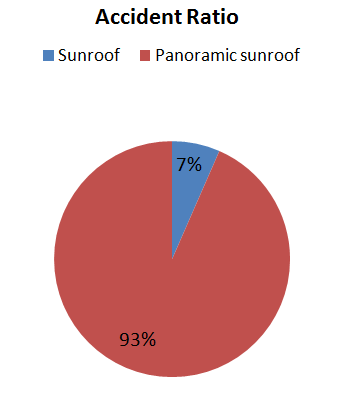 Accident Ratio
Sunroof Panoramic sunroof
7%
93%